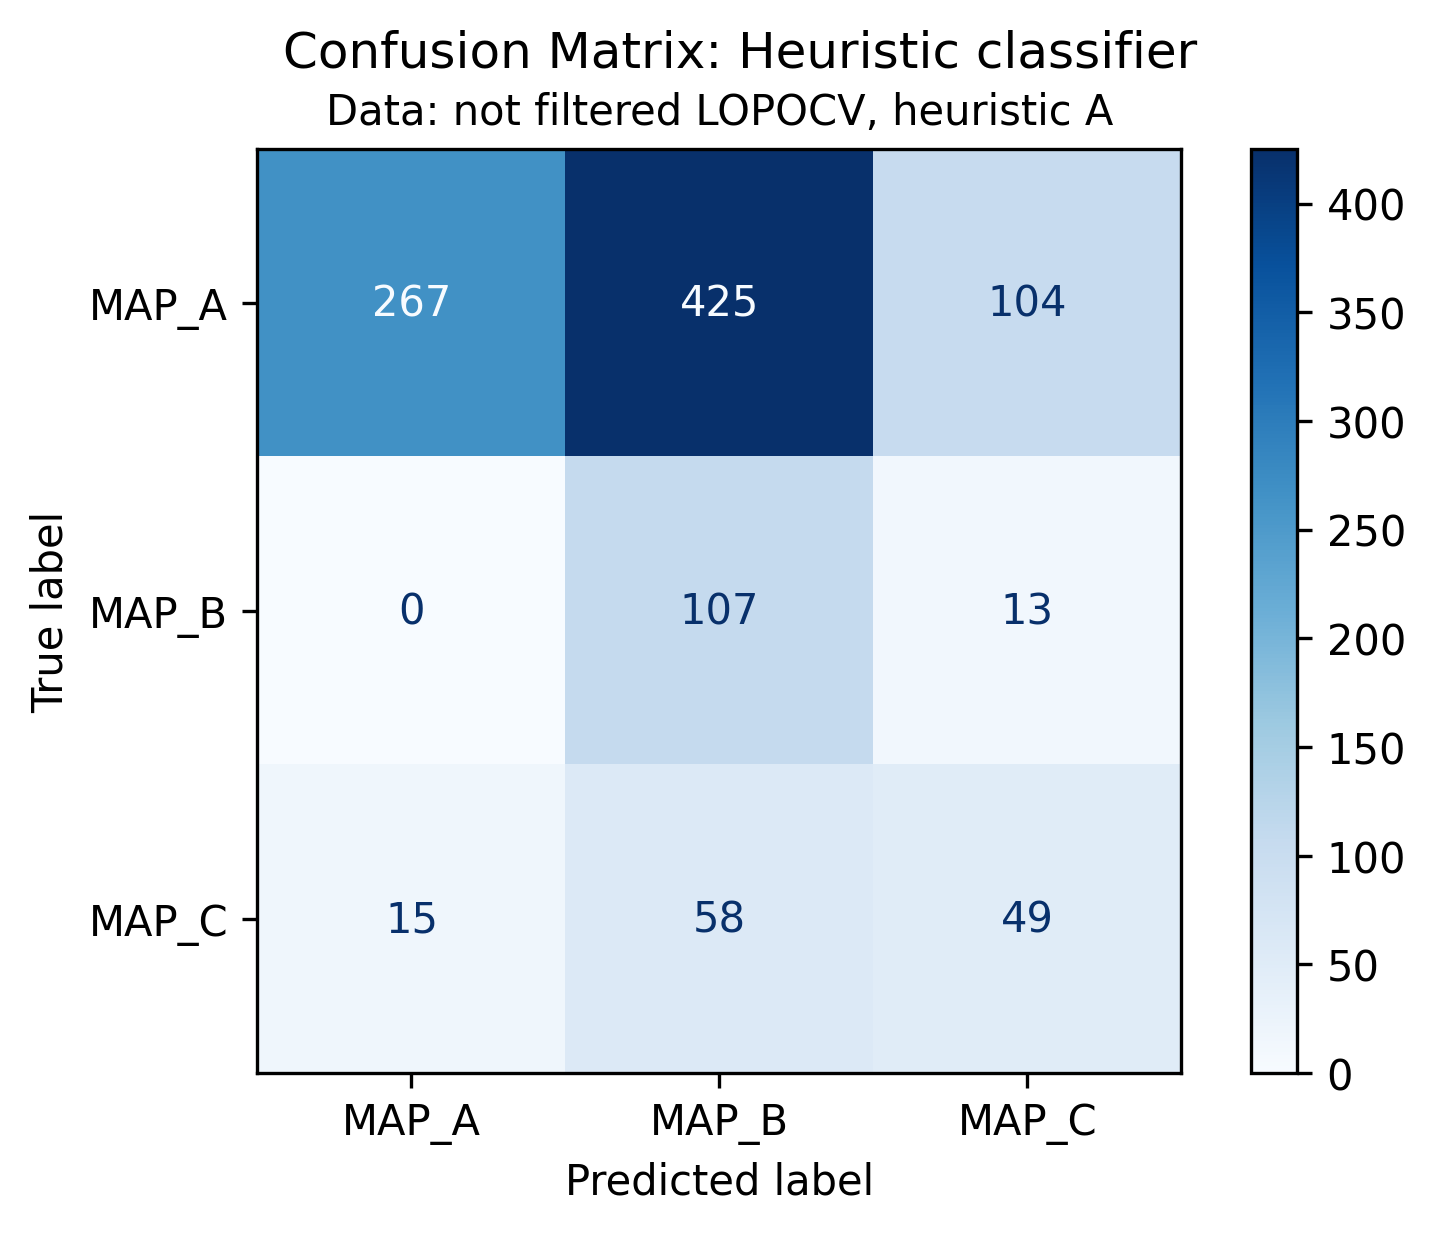 Confusion Matrix: Heuristic classifier
Data: not filtered LOPOCV, heuristic A
True label
MAP_A 267 425 104
MAP_B 0 107 13
MAP_C 15 58 49
MAP_A MAP_B MAP_C
Predicted label
400
350
300
250
200
150
100
50
0